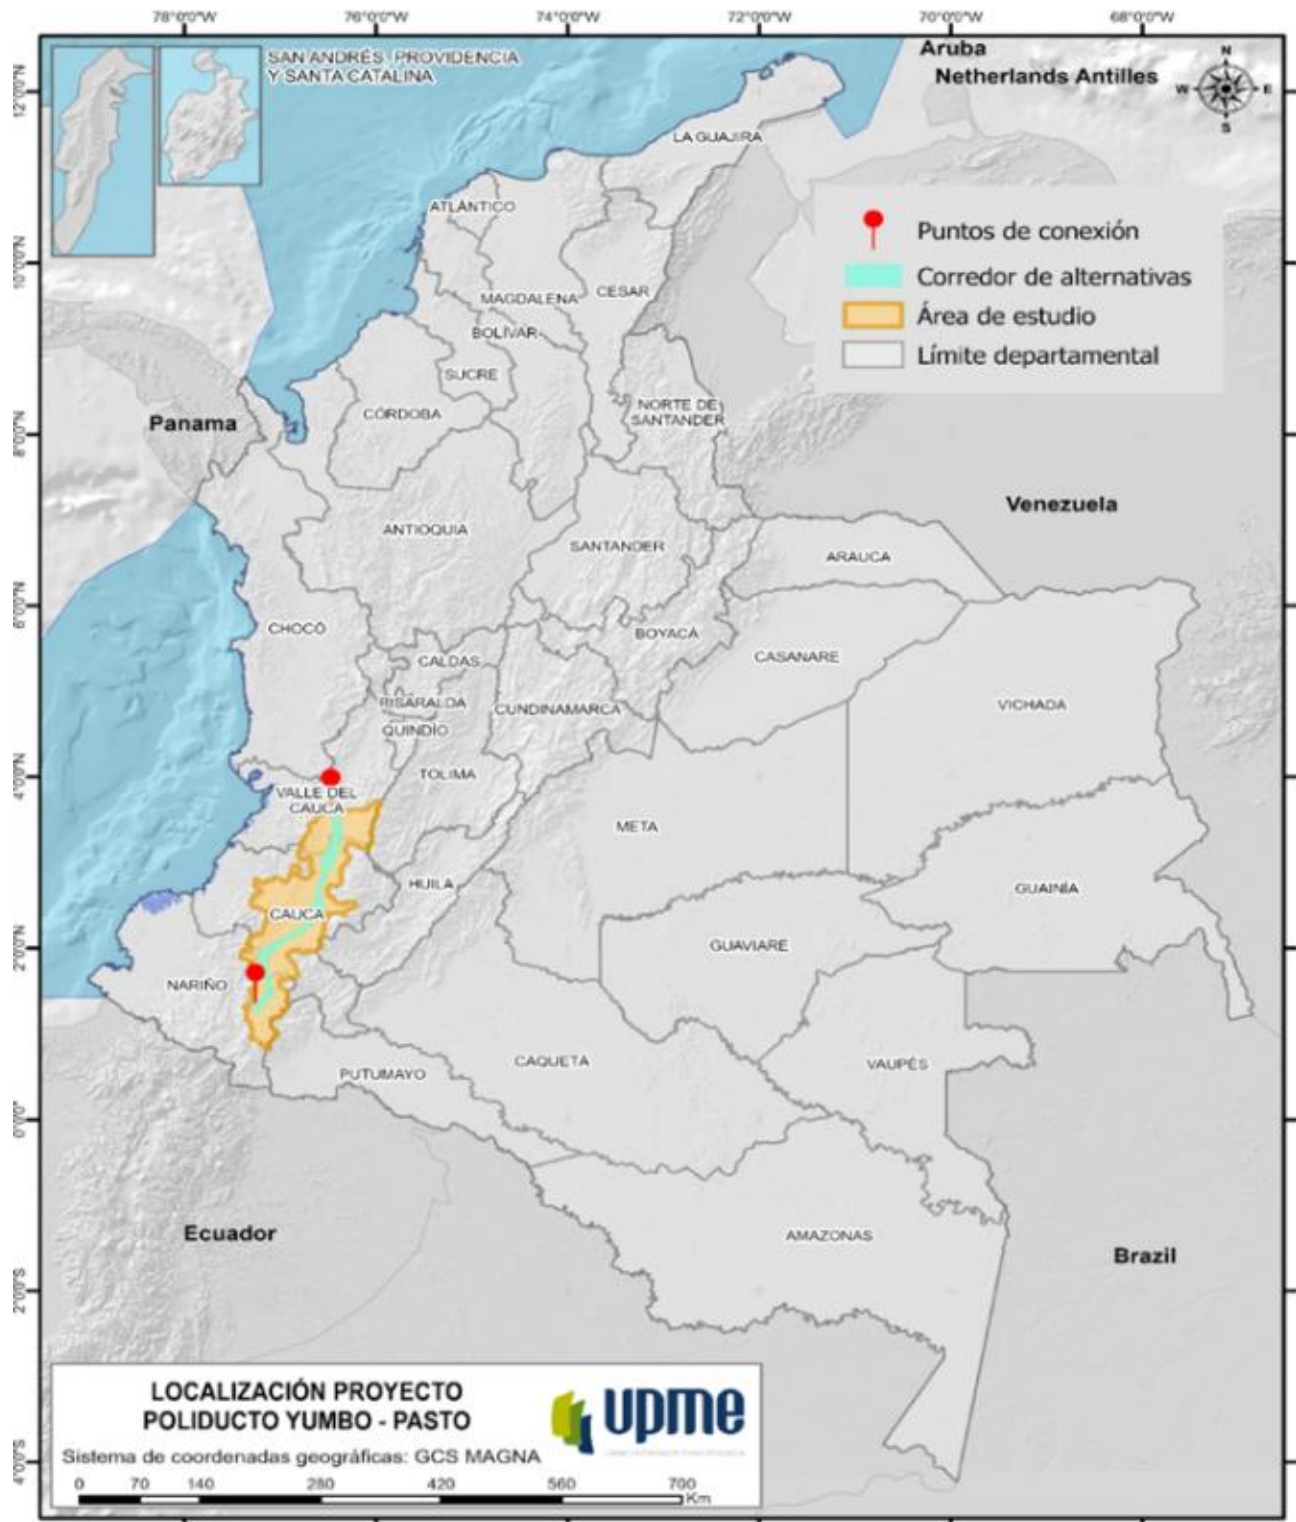 78°0'0"W 76°0'0"W 74°0'0"W 72°0'0"W 70°0'0"W 68°0'0"W
SAN ANDRÉS, PROVIDENCIA
Y SANTA CATALINA
Aruba
Netherlands Antilles
N
W E
S
12°0'N
LA GUAJIRA
ATLÁNTICO
Puntos de conexión
Corredor de alternativas
Área de estudio
Límite departamental
10°0'0"N
MAGDALENA
CESAR
BOLÍVAR
SUCRE
CÓRDOBA
NORTE DE
SANTANDER
Panama
8°0'0"N
Venezuela
ANTIOQUIA
SANTANDER
ARAUCA
6°0'0"N
CHOCÓ
BOYACÁ
CALDAS
CASANARE
RISARALDA
CUNDINAMARCA
VICHADA
QUINDÍO
4°0'0"N
TOLIMA
VALLE DEL
CAUCA
META
HUILA
GUAINÍA
CAUCA
GUAVIARE
2°0'0"N
NARIÑO
CAQUETA
VAUPÉS
PUTUMAYO
0°0'0"
Ecuador
AMAZONAS
Brazil
2°0'0"S
4°0'0"S
LOCALIZACIÓN PROYECTO
POLIDUCTO YUMBO - PASTO
upme
Sistema de coordenadas geográficas: GCS MAGNA
0 70 140 280 420 560 700
Km